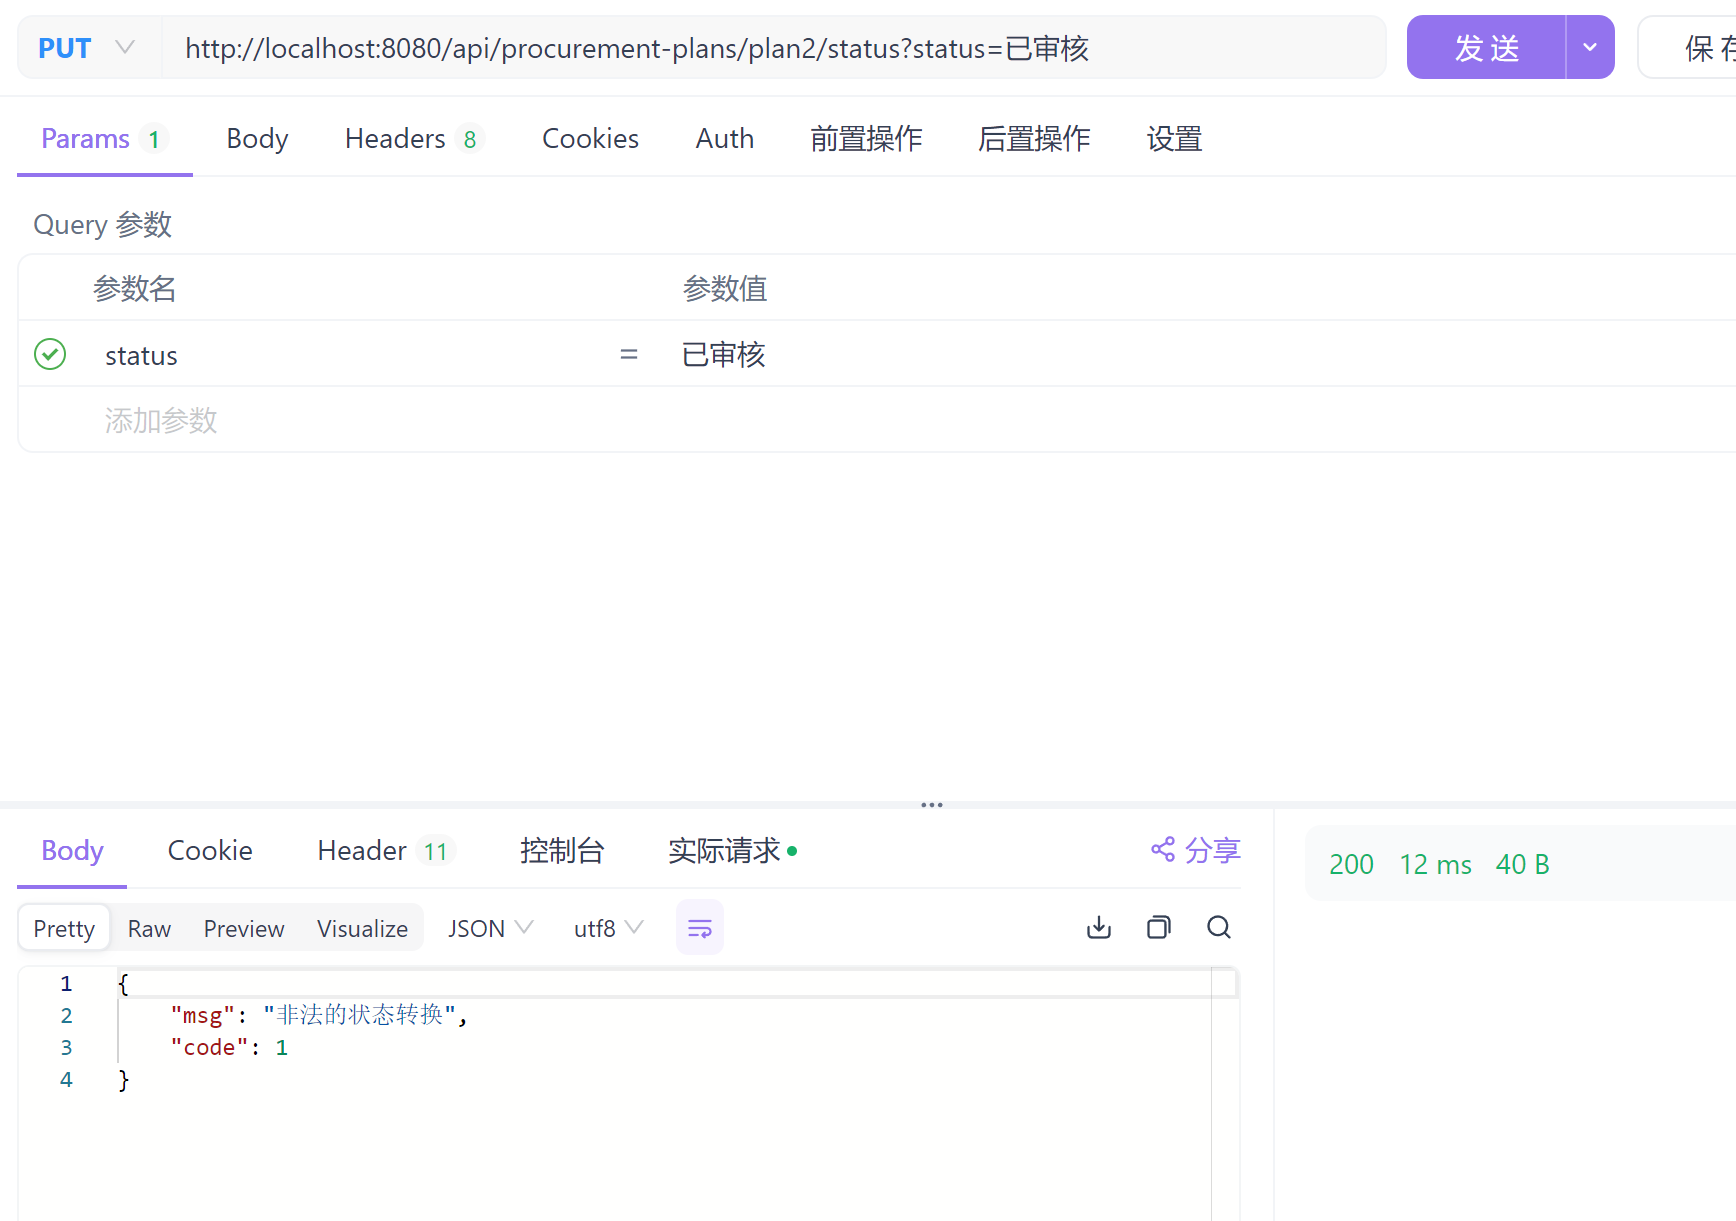 PUT http://localhost:8080/api/procurement-plans/plan2/status?status=已审核 发送 保存
Params 1 Body Headers 8 Cookies Auth 前置操作 后置操作 设置
Query 参数
参数名 参数值
status = 已审核
添加参数
Body Cookie Header 11 控制台 实际请求 分享
200 12 ms 40 B
Pretty Raw Preview Visualize JSON utf8
1 {
2 "msg": "非法的状态转换",
3 "code": 1
4 }